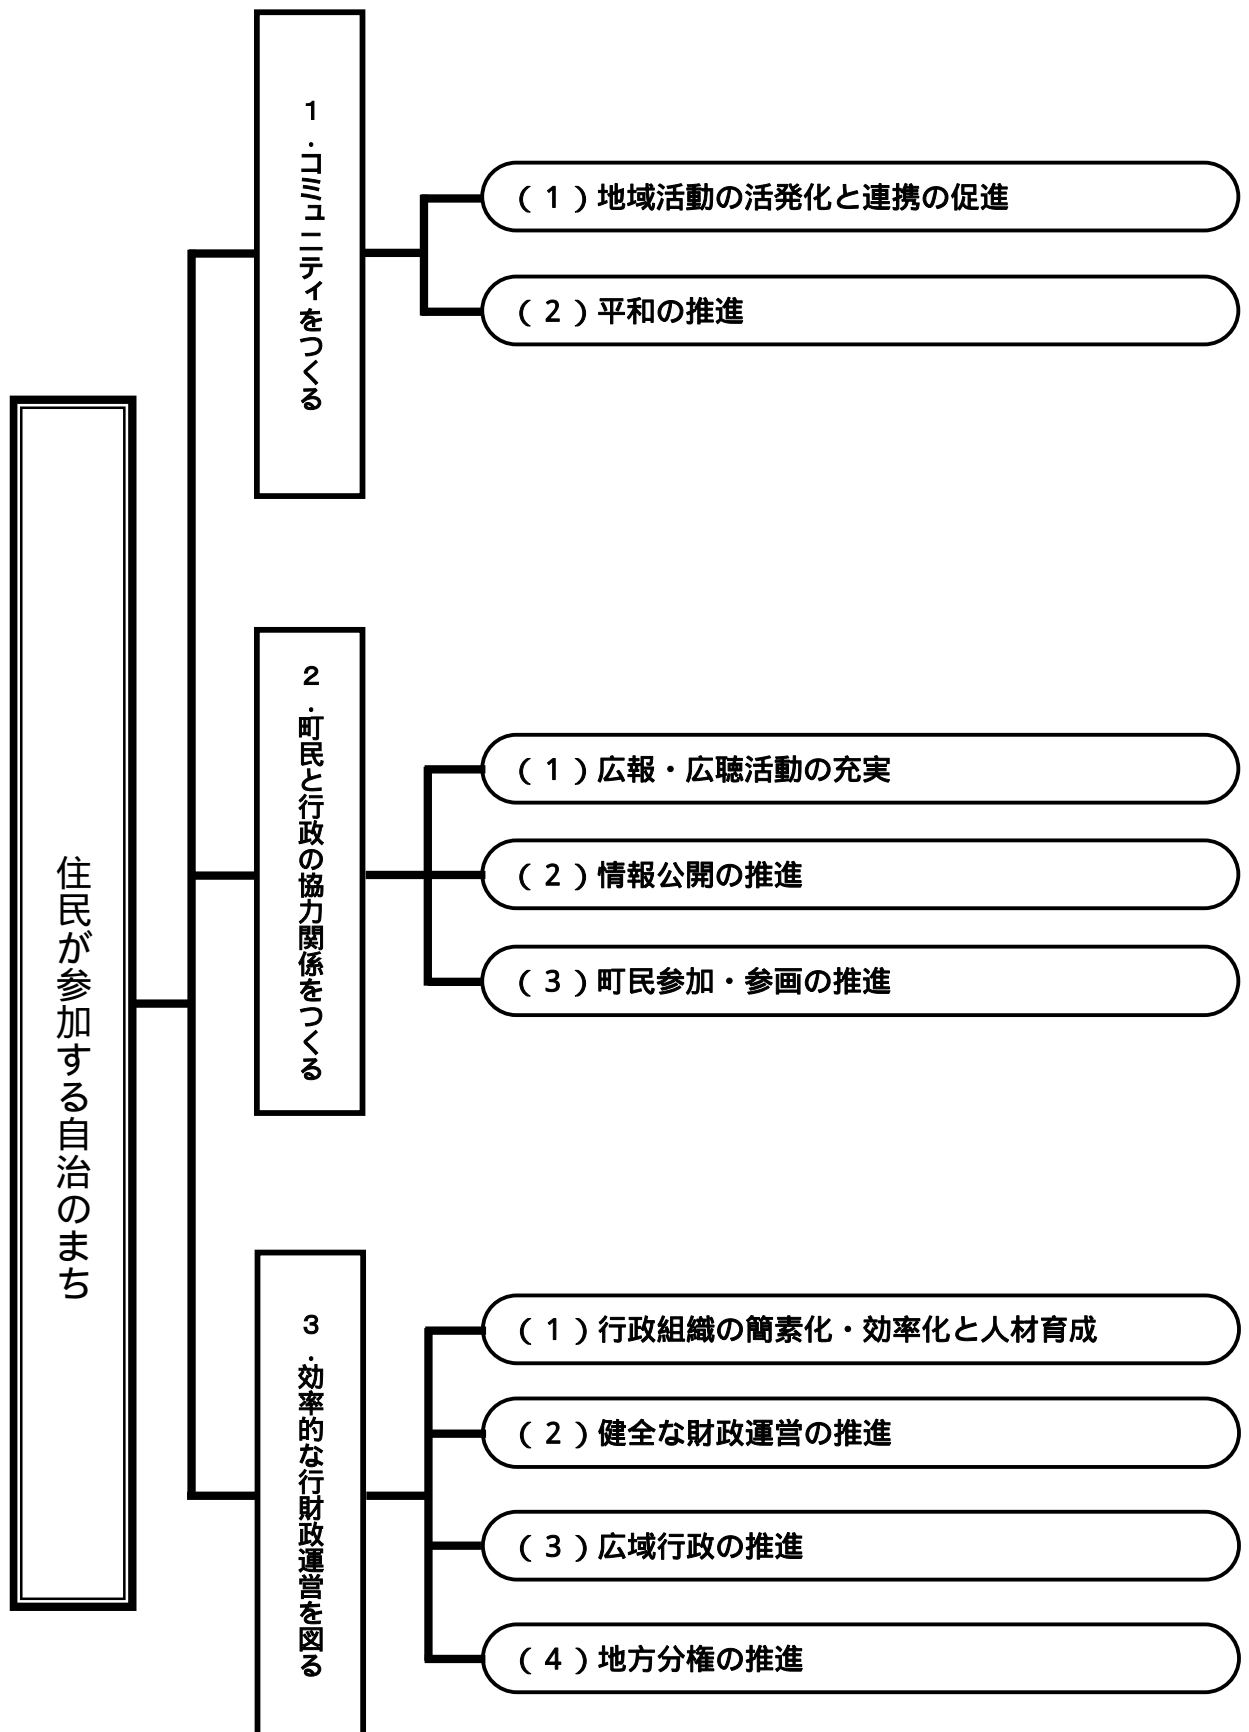 住民が参加する自治のまち
１．コミュニティをつくる
（１）地域活動の活発化と連携の促進
（２）平和の推進
２．町民と行政の協力関係をつくる
（１）広報・広聴活動の充実
（２）情報公開の推進
（３）町民参加・参画の推進
３．効率的な行財政運営を図る
（１）行政組織の簡素化・効率化と人材育成
（２）健全な財政運営の推進
（３）広域行政の推進
（４）地方分権の推進